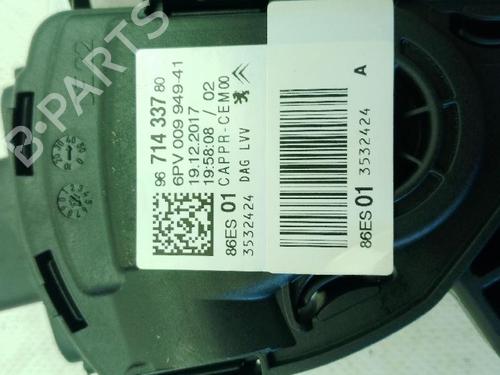 96 714 337 80
6PV 009 949-41
19.12.2017
19:58:08 / 02
CAPPR-CEM00
DAG LVV
86ES 01
3532424
A
86ES 01
3532424